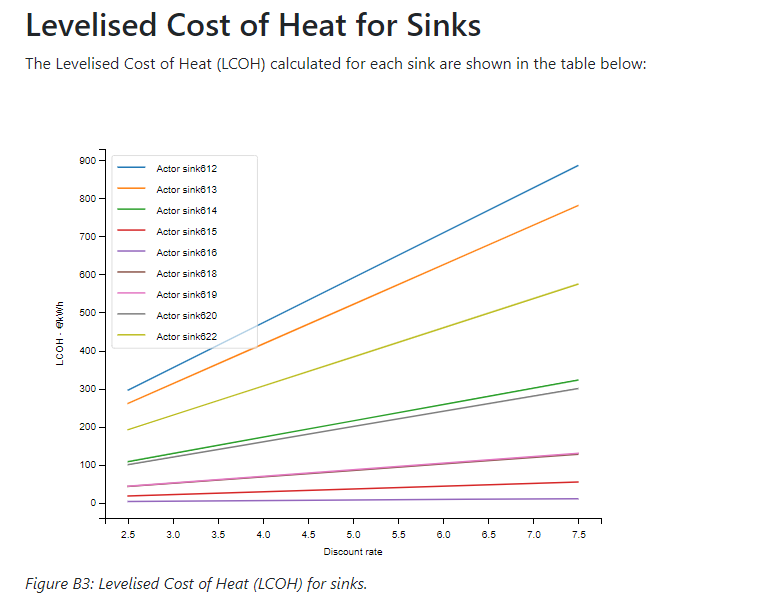 Levelised Cost of Heat for Sinks
The Levelised Cost of Heat (LCOH) calculated for each sink are shown in the table below:
900
800
700
600
500
400
300
200
100
0
LCOH - €/kWh
Actor sink612
Actor sink613
Actor sink614
Actor sink615
Actor sink616
Actor sink618
Actor sink619
Actor sink620
Actor sink622
2.5 3.0 3.5 4.0 4.5 5.0 5.5 6.0 6.5 7.0 7.5
Discount rate
Figure B3: Levelised Cost of Heat (LCOH) for sinks.